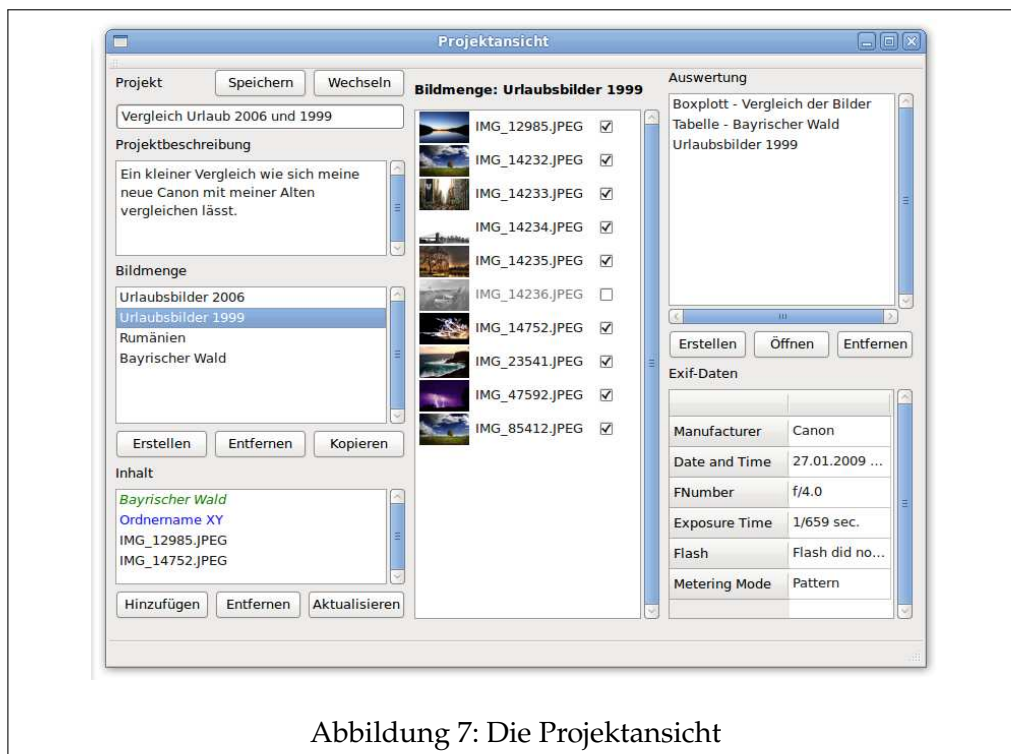 Projektansicht
Projekt
Speichern
Wechseln
Vergleich Urlaub 2006 und 1999
Projektbeschreibung
Ein kleiner Vergleich wie sich meine
neue Canon mit meiner Alten
vergleichen lässt.
Bildmenge
Urlaubsbilder 2006
Urlaubsbilder 1999
Rumänien
Bayrischer Wald
Erstellen
Entfernen
Kopieren
Inhalt
Bayrischer Wald
Ordnername XY
IMG_12985.JPEG
IMG_14752.JPEG
Hinzufügen
Entfernen
Aktualisieren
Bildmenge: Urlaubsbilder 1999
IMG_12985.JPEG
IMG_14232.JPEG
IMG_14233.JPEG
IMG_14234.JPEG
IMG_14235.JPEG
IMG_14236.JPEG
IMG_14752.JPEG
IMG_23541.JPEG
IMG_47592.JPEG
IMG_85412.JPEG
Auswertung
Boxplott - Vergleich der Bilder
Tabelle - Bayrischer Wald
Urlaubsbilder 1999
Erstellen
Öffnen
Entfernen
Exif-Daten
Manufacturer Canon
Date and Time 27.01.2009 ...
FNumber f/4.0
Exposure Time 1/659 sec.
Flash Flash did no...
Metering Mode Pattern
Abbildung 7: Die Projektansicht